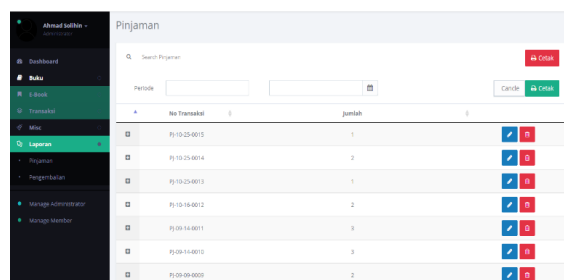 Ahmad Solihin
Administrator
Dashboard
Buku
E-Book
Transaksi
Misc
Laporan
Pinjaman
Pengembalian
Manage Administrator
Manage Member
Pinjaman
Search Pinjaman
Cetak
Periode
Cancle
Cetak
No Transaksi
Jumlah
PJ-10-25-0015
1
PJ-10-25-0014
2
PJ-10-25-0013
1
PJ-10-16-0012
2
PJ-09-14-0011
3
PJ-09-14-0010
3
PJ-09-09-0009
2